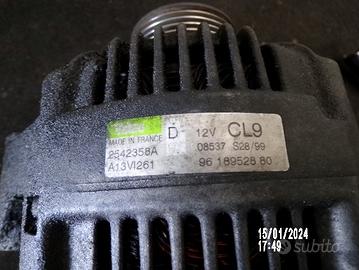 MADE IN FRANCE
D
12V
CL9
2542358A
08537 S28/99
A13VI261
96 189528 80
15/01/2024
17:49
subito